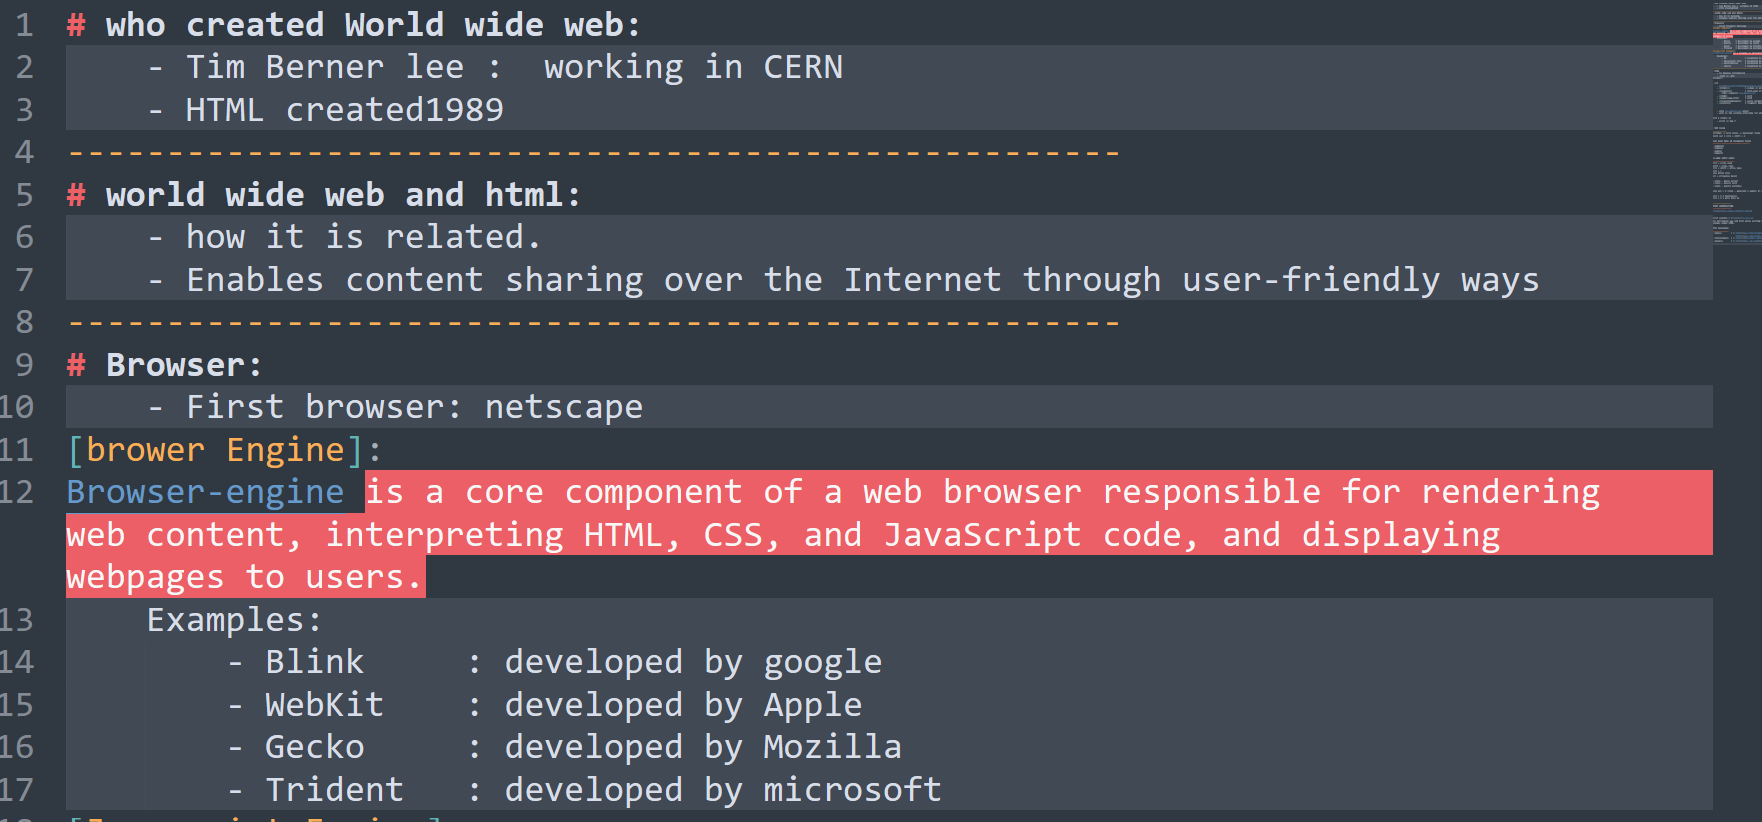 1 # who created World wide web:
2     - Tim Berner lee :  working in CERN
3     - HTML created1989
4 -----------------------------------------------------
5 # world wide web and html:
6     - how it is related.
7     - Enables content sharing over the Internet through user-friendly ways
8 -----------------------------------------------------
9 # Browser:
10     - First browser: netscape
11 [brower Engine]:
12 Browser-engine is a core component of a web browser responsible for rendering
web content, interpreting HTML, CSS, and JavaScript code, and displaying
webpages to users.
13     Examples:
14         - Blink     : developed by google
15         - WebKit    : developed by Apple
16         - Gecko     : developed by Mozilla
17         - Trident   : developed by microsoft